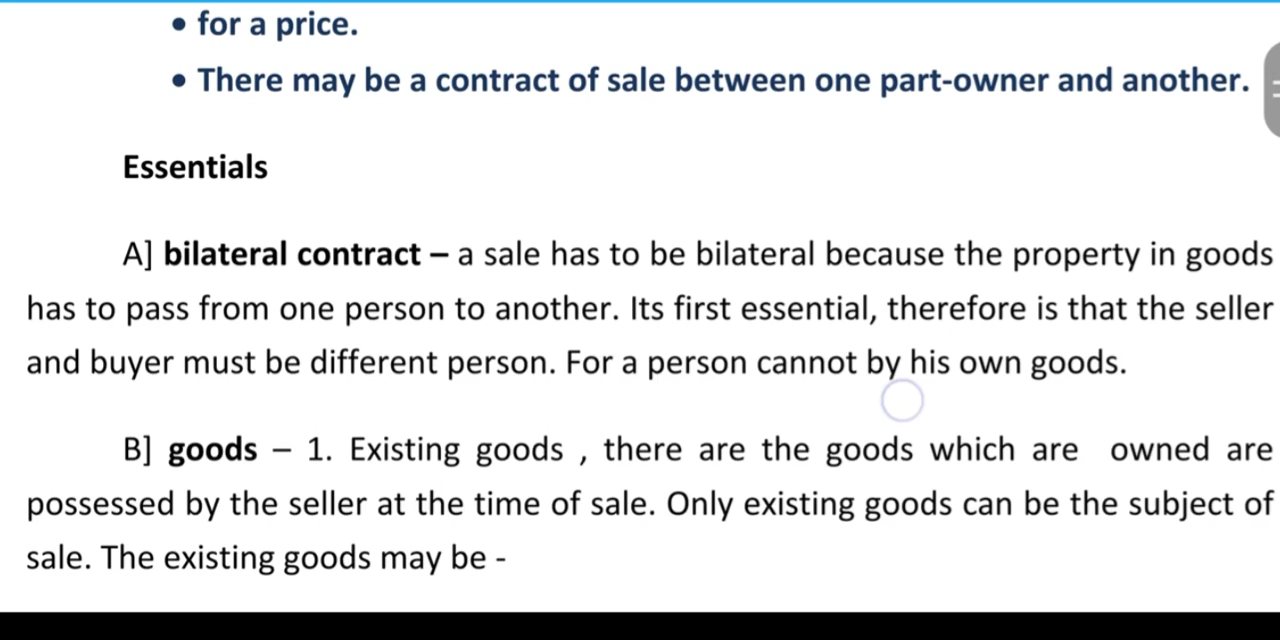 • for a price.
• There may be a contract of sale between one part-owner and another.
Essentials
A] bilateral contract – a sale has to be bilateral because the property in goods
has to pass from one person to another. Its first essential, therefore is that the seller
and buyer must be different person. For a person cannot by his own goods.
B] goods – 1. Existing goods , there are the goods which are  owned are
possessed by the seller at the time of sale. Only existing goods can be the subject of
sale. The existing goods may be -